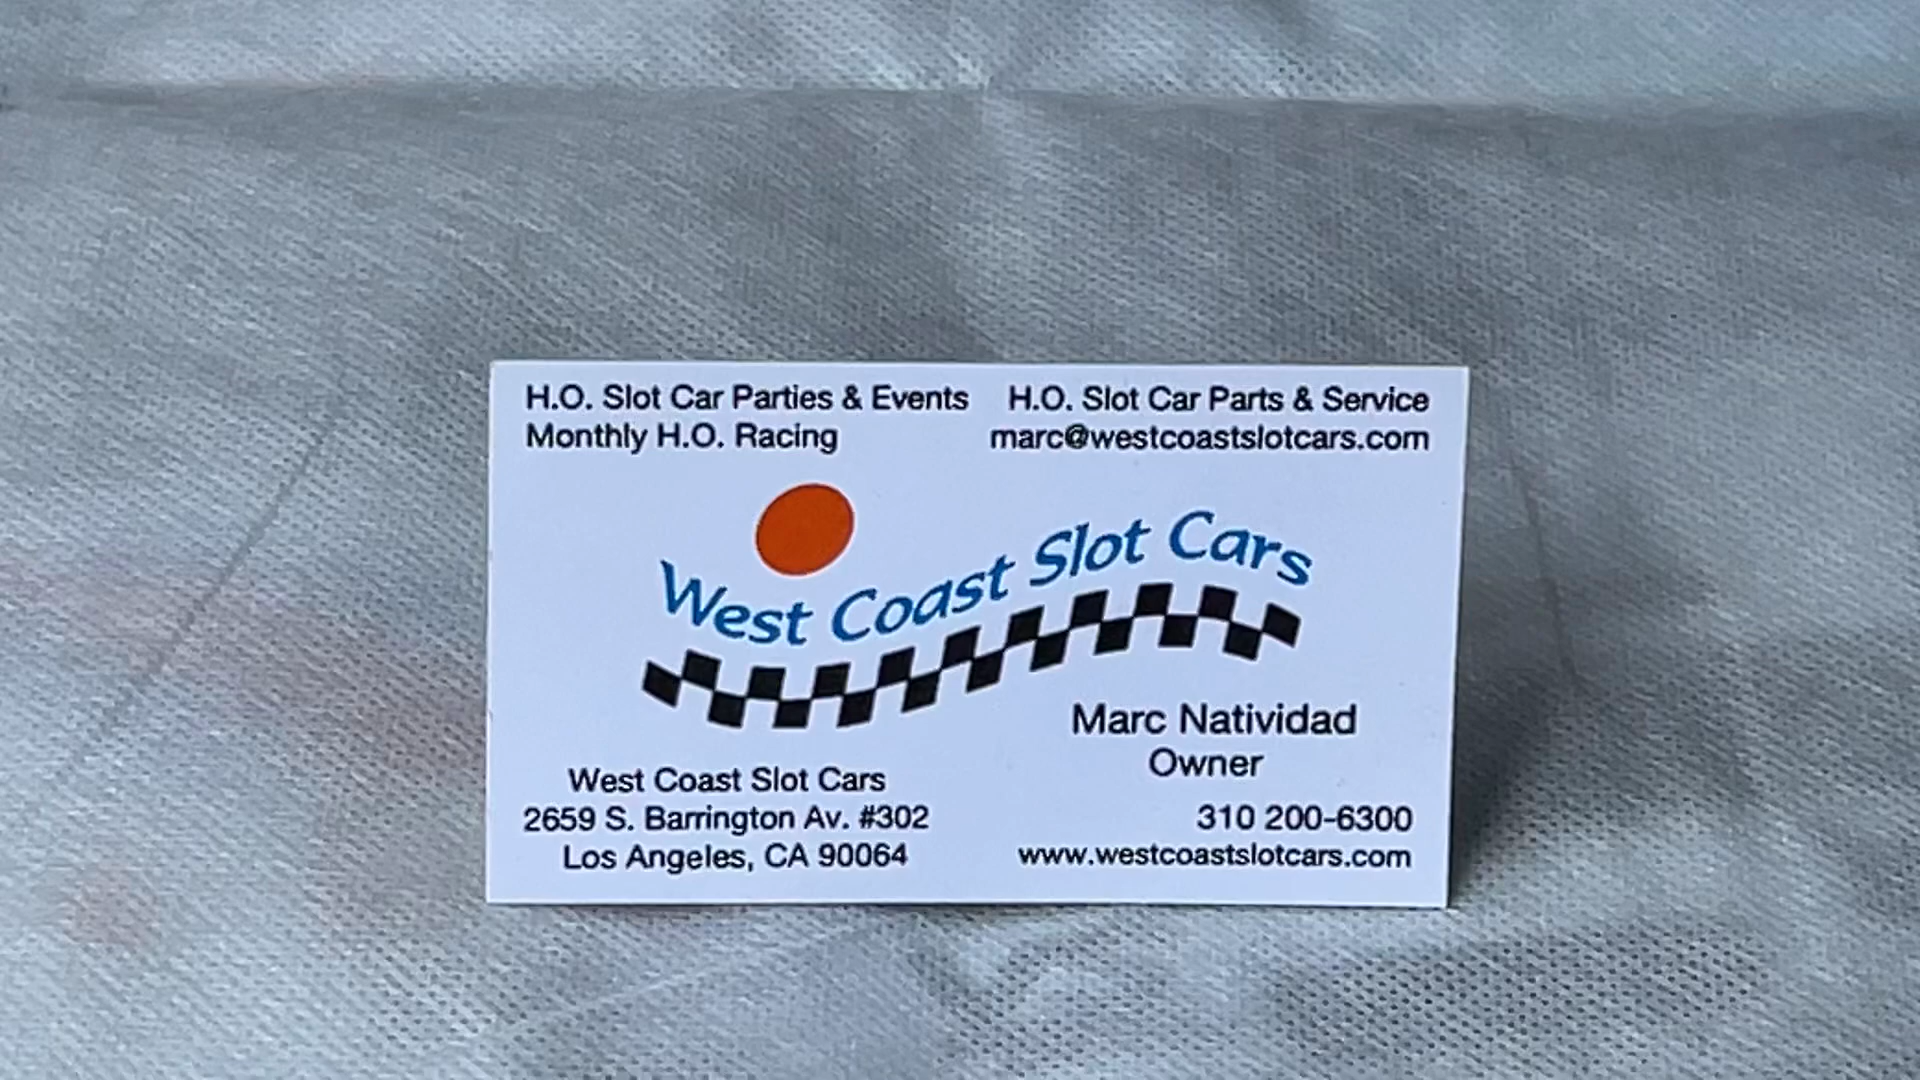 H.O. Slot Car Parties & Events
Monthly H.O. Racing
H.O. Slot Car Parts & Service
marc@westcoastslotcars.com
West Coast Slot Cars
Marc Natividad
Owner
West Coast Slot Cars
2659 S. Barrington Av. #302
Los Angeles, CA 90064
310 200-6300
www.westcoastslotcars.com